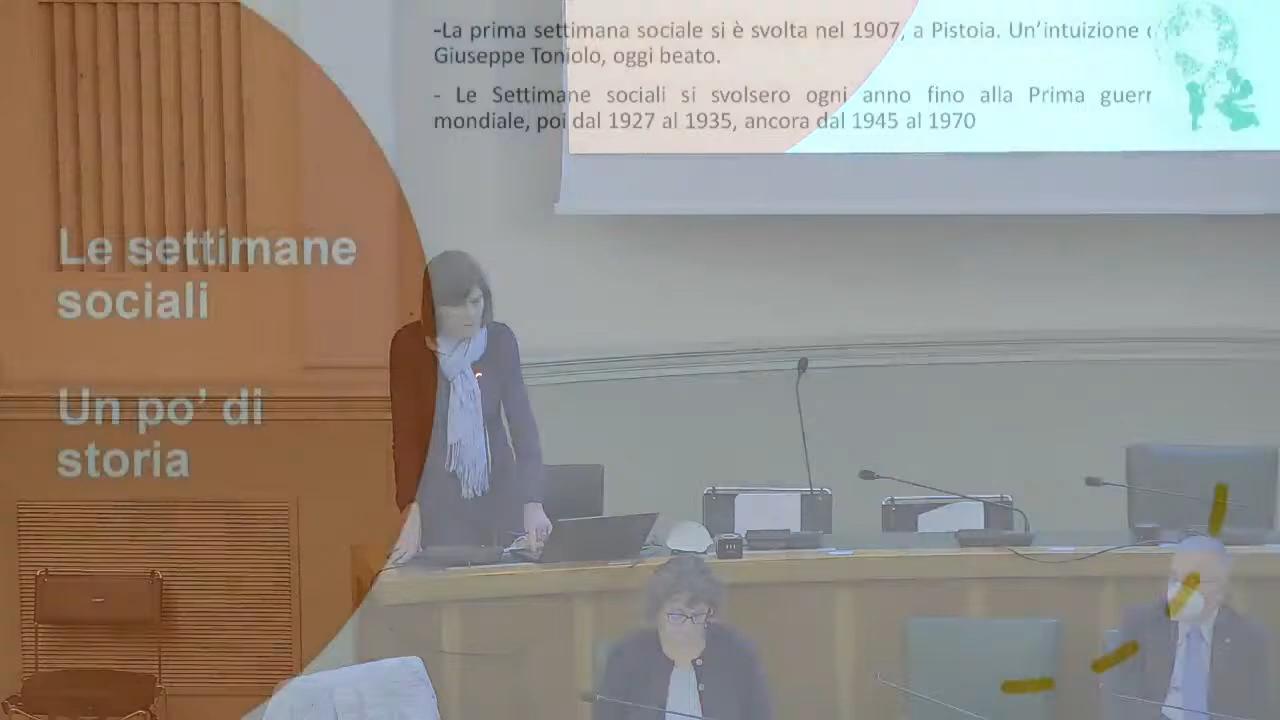 -La prima settimana sociale si è svolta nel 1907, a Pistoia. Un'intuizione
Giuseppe Toniolo, oggi beato.
- Le Settimane sociali si svolsero ogni anno fino alla Prima guerr
mondiale, poi dal 1927 al 1935, ancora dal 1945 al 1970
Le settimane
sociali
Un po' di
storia